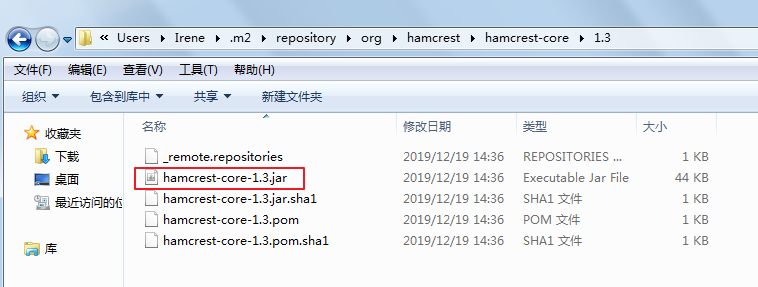 Users ▸ Irene ▸ .m2 ▸ repository ▸ org ▸ hamcrest ▸ hamcrest-core ▸ 1.3
文件(F) 编辑(E) 查看(V) 工具(T) 帮助(H)
组织 包含到库中 共享 新建文件夹
收藏夹
下载
桌面
最近访问的位
库
名称 修改日期 类型 大小
_remote.repositories 2019/12/19 14:36 REPOSITORIES ... 1 KB
hamcrest-core-1.3.jar 2019/12/19 14:36 Executable Jar File 44 KB
hamcrest-core-1.3.jar.sha1 2019/12/19 14:36 SHA1 文件 1 KB
hamcrest-core-1.3.pom 2019/12/19 14:36 POM 文件 1 KB
hamcrest-core-1.3.pom.sha1 2019/12/19 14:36 SHA1 文件 1 KB